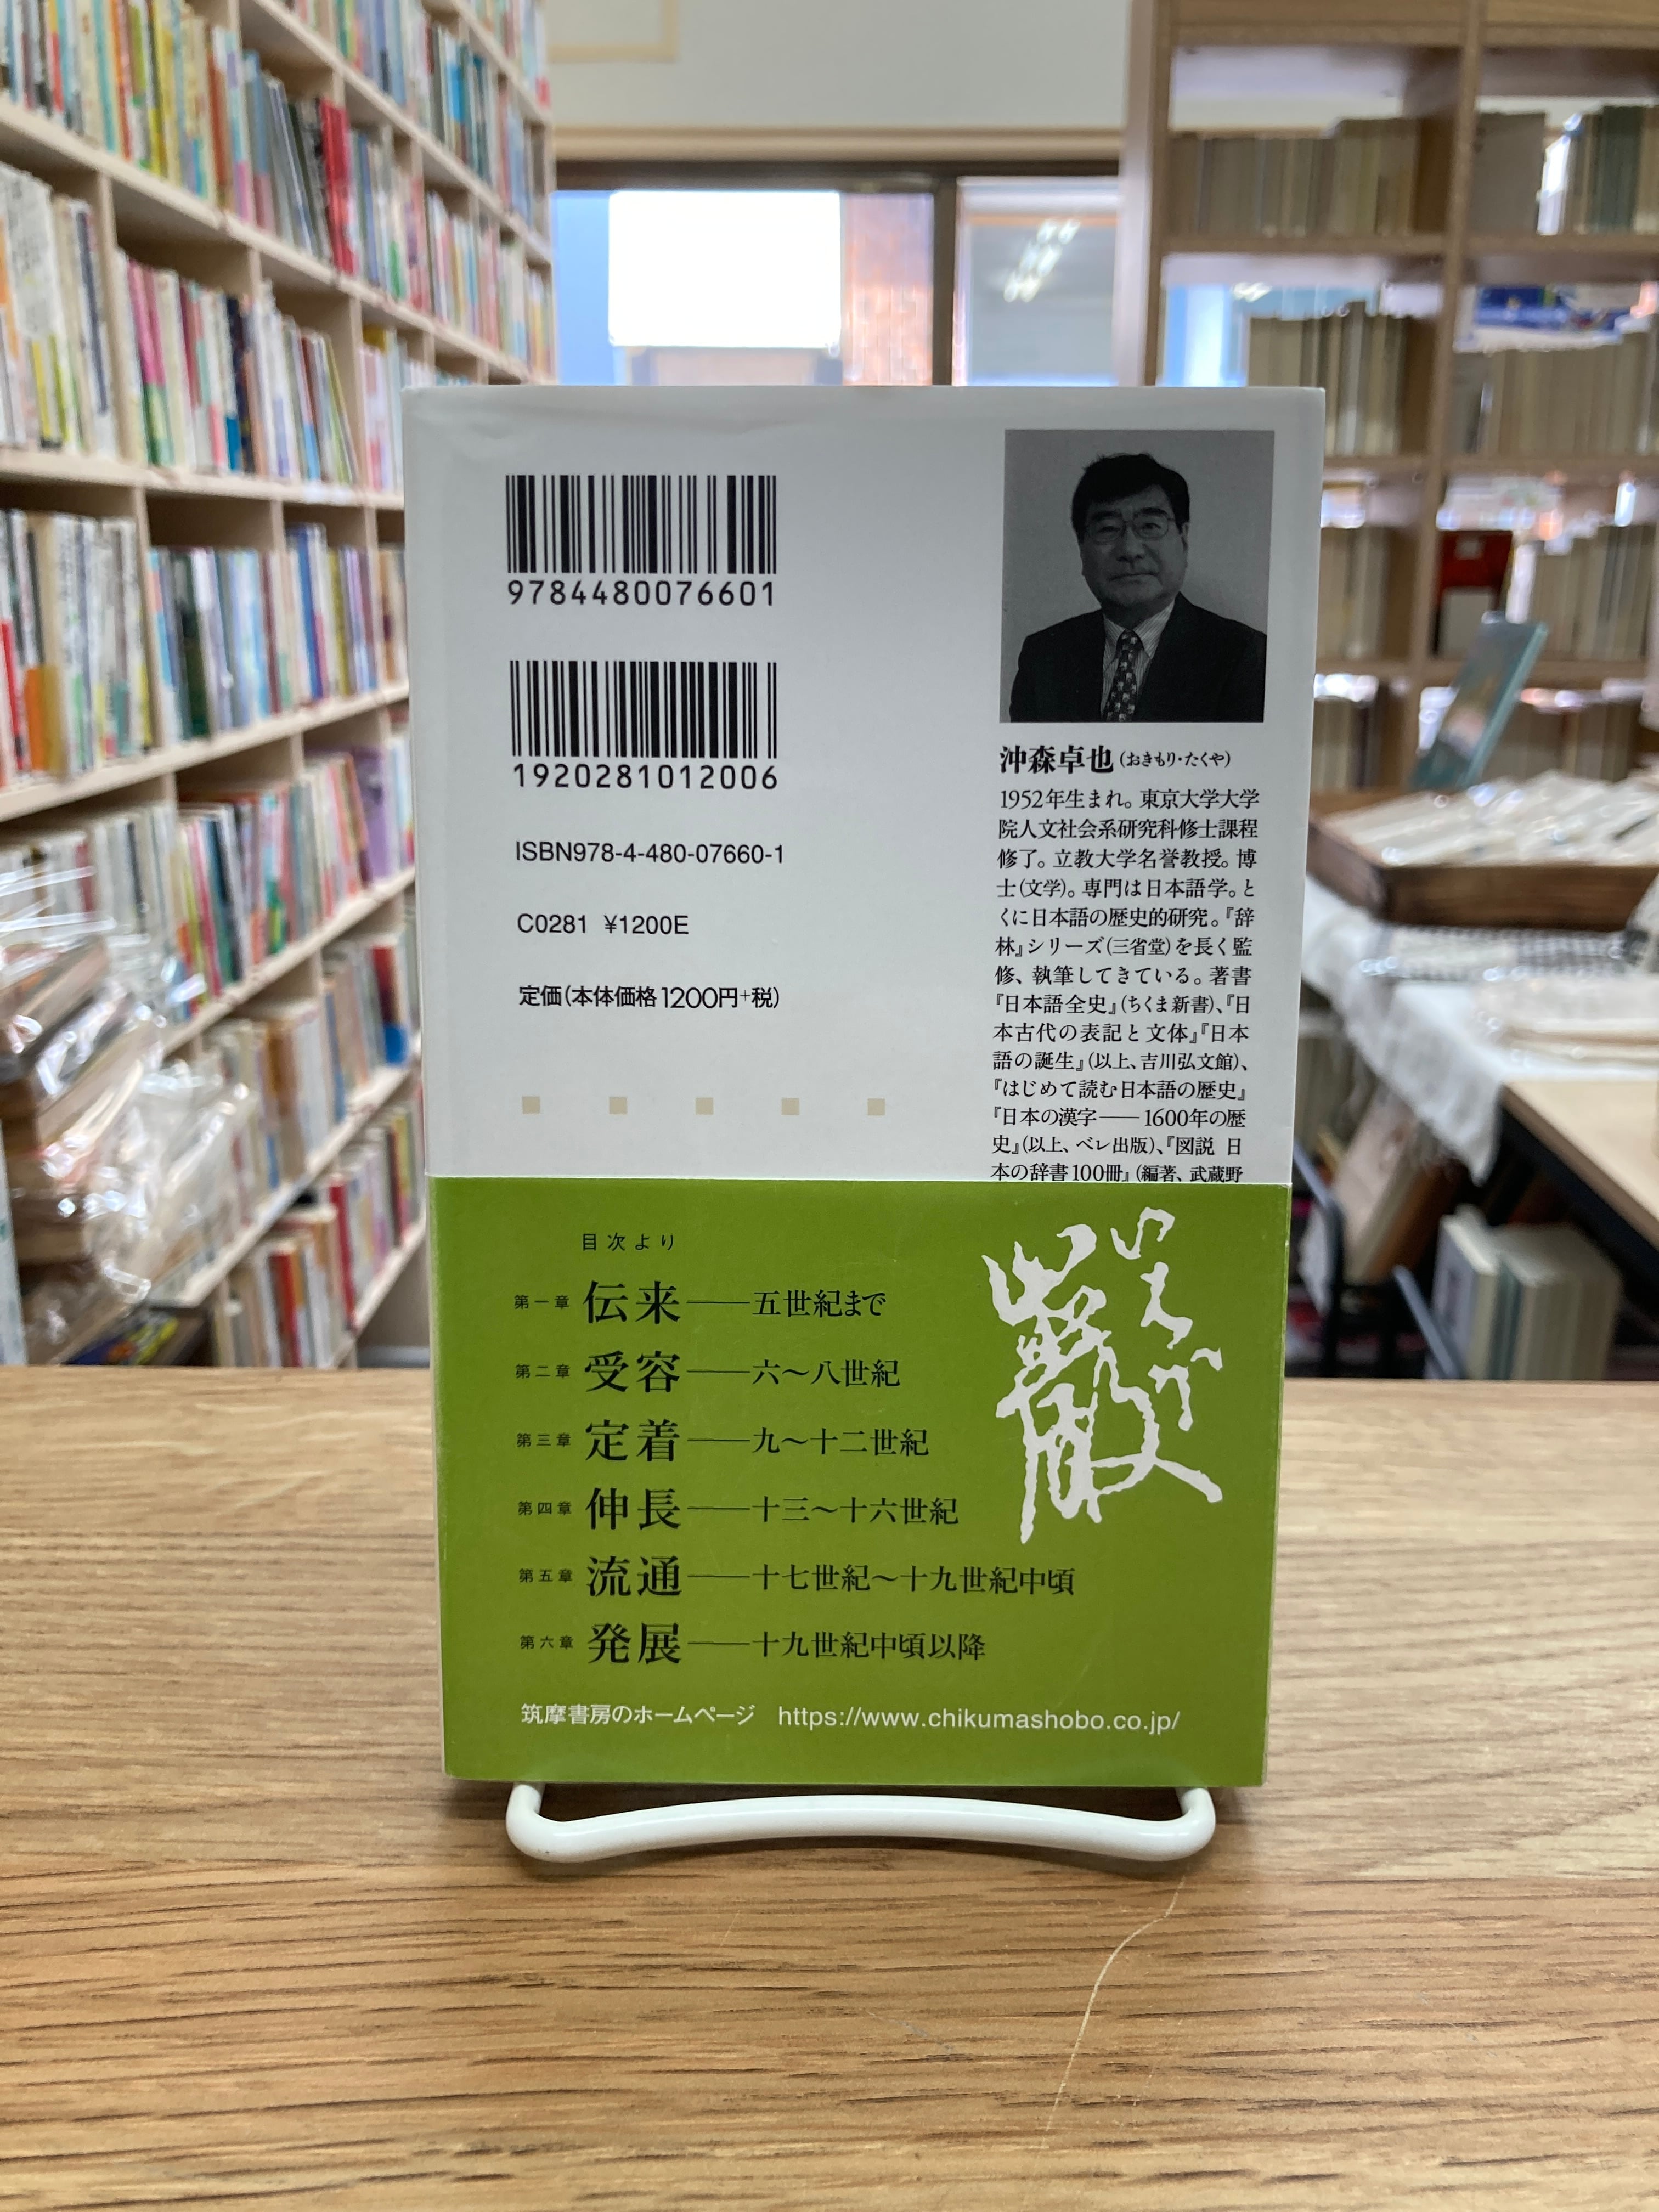 9784480076601
1920281012006
ISBN978-4-480-07660-1
C0281 ¥1200E
定価(本体価格1200円+税)
沖森卓也(おきもり・たくや)
1952年生まれ。東京大学大学
院人文社会系研究科修士課程
修了。立教大学名誉教授。博
士(文学)。専門は日本語学。と
くに日本語の歴史的研究。『辞
林』シリーズ(三省堂)を長く監
修、執筆してきている。著書
『日本語全史』(ちくま新書)、『日
本古代の表記と文体』『日本
語の誕生』(以上、吉川弘文館)、
『はじめて読む日本語の歴史』
『日本の漢字――1600年の歴
史』(以上、ベレ出版)、『図説 日
本の辞書100冊』(編著、武蔵野
目次より
第一章 伝来――五世紀まで
第二章 受容――六〜八世紀
第三章 定着――九〜十二世紀
第四章 伸長――十三〜十六世紀
第五章 流通――十七世紀〜十九世紀中頃
第六章 発展――十九世紀中頃以降
巌
筑摩書房のホームページ https://www.chikumashobo.co.jp/